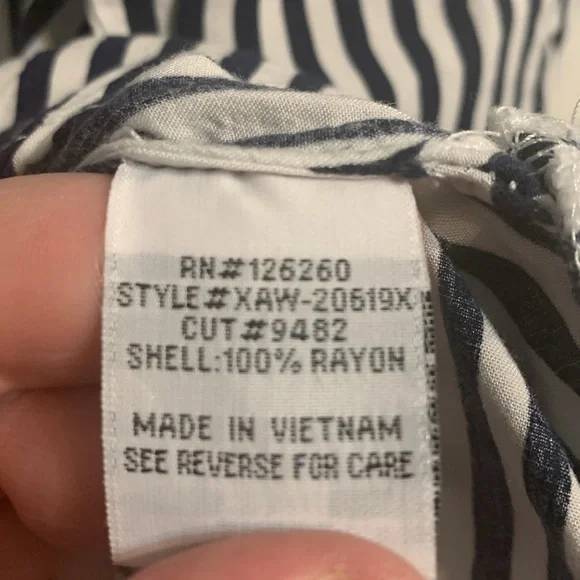 RN#126260
STYLE#XAW-20619X
CUT#9482
SHELL:100% RAYON
MADE IN VIETNAM
SEE REVERSE FOR CARE